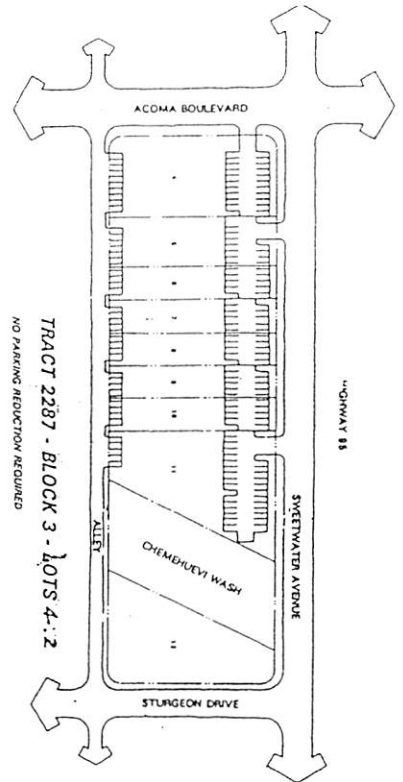 ACOMA BOULEVARD
HIGHWAY 95
SWEETWATER AVENUE
CHEMEHUEVI WASH
ALLEY
STURGEON DRIVE
TRACT 2287 - BLOCK 3 - LOTS 4-12
NO PARKING REDUCTION REQUIRED